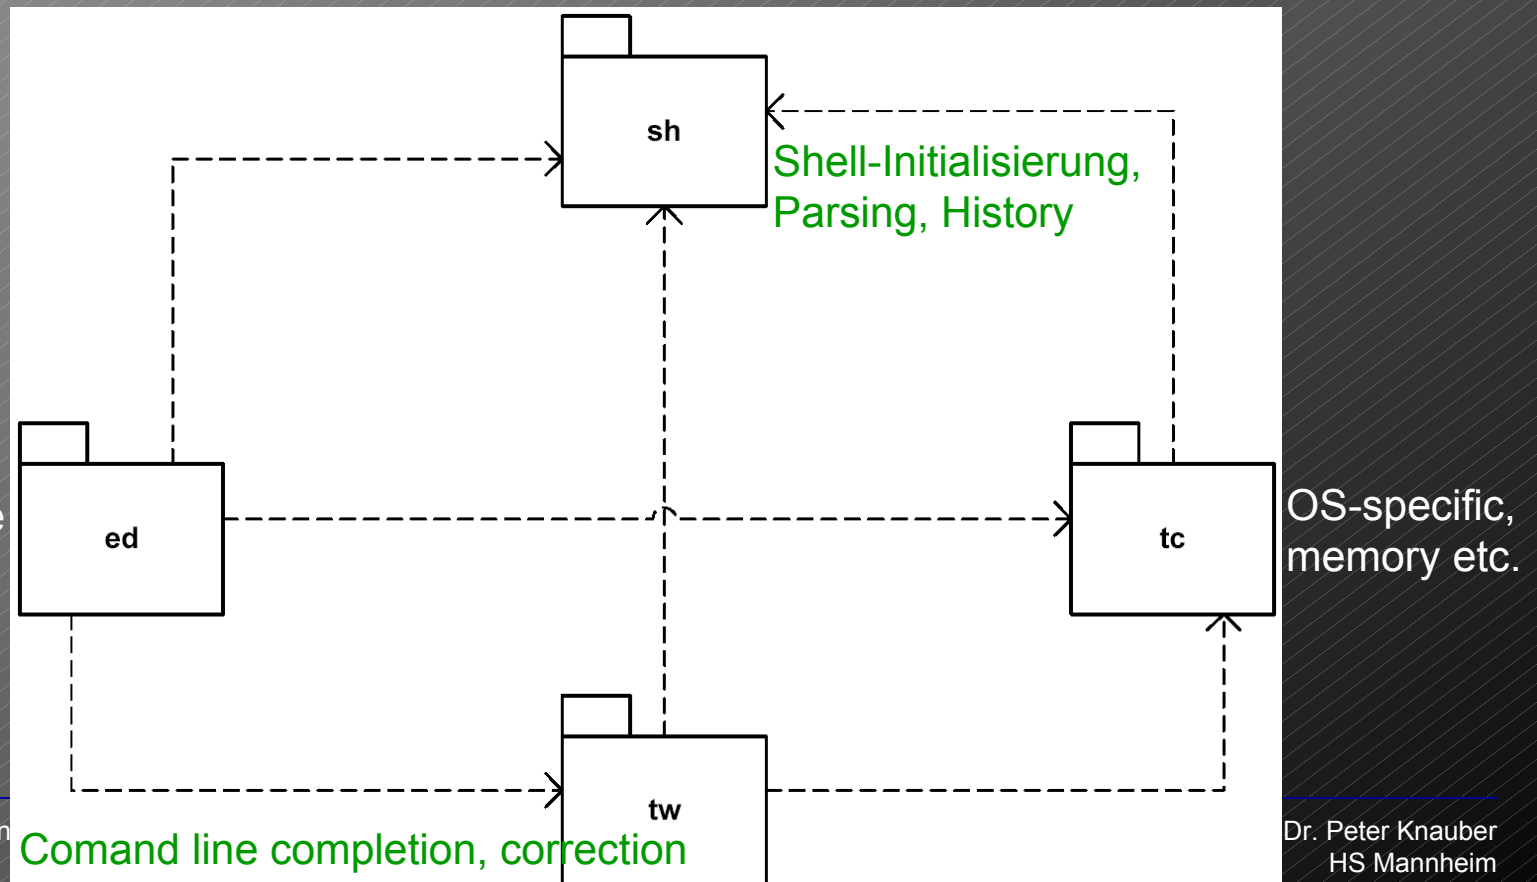 sh
Shell-Initialisierung,
Parsing, History
ed
tc
OS-specific,
memory etc.
tw
Comand line completion, correction
Dr. Peter Knauber
HS Mannheim